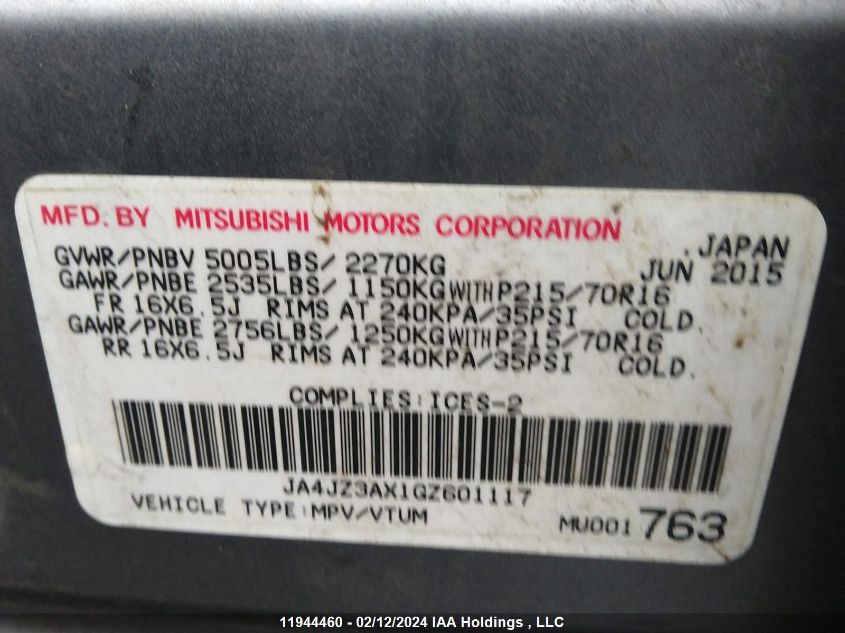 MFD. BY MITSUBISHI MOTORS CORPORATION
JAPAN
GVWR/PNBV 5005LBS/ 2270KG JUN 2015
GAWR/PNBE 2535LBS/ 1150KG WITH P215/70R16
FR 16X6.5J RIMS AT 240KPA/35PSI COLD.
GAWR/PNBE 2756LBS/ 1250KG WITH P215/70R16
RR 16X6.5J RIMS AT 240KPA/35PSI COLD.
COMPLIES:ICES-2
JA4JZ3AX1GZ601117
VEHICLE TYPE:MPV/VTUM MU001763
11944460 - 02/12/2024 IAA Holdings , LLC